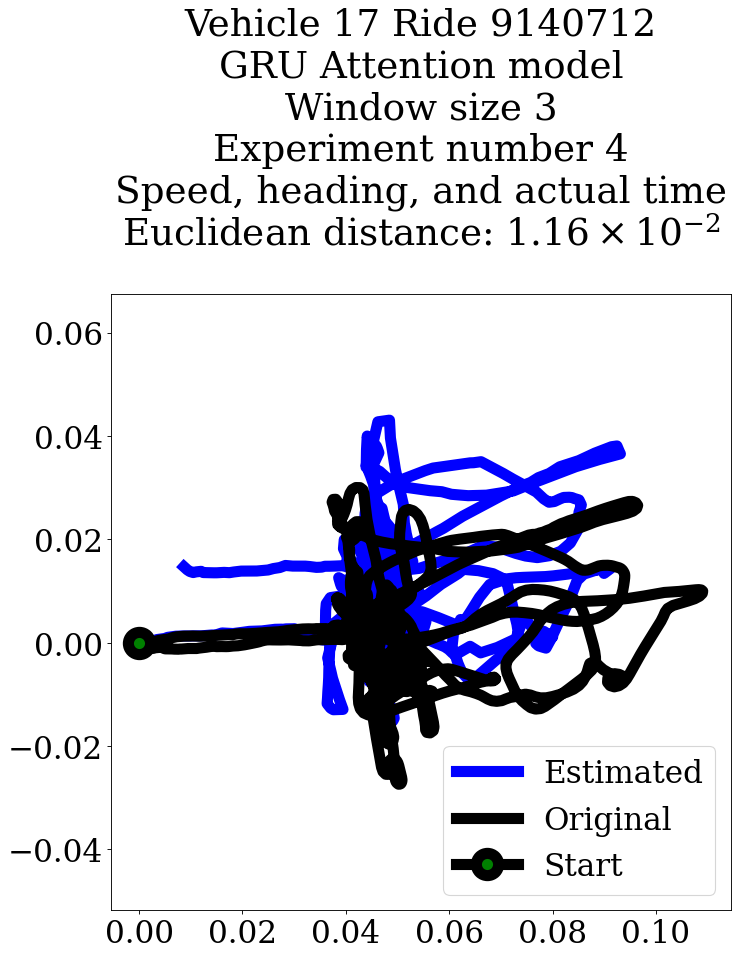 Vehicle 17 Ride 9140712
GRU Attention model
Window size 3
Experiment number 4
Speed, heading, and actual time
Euclidean distance: 1.16 × 10⁻²
0.06
0.04
0.02
0.00
−0.02
−0.04
Estimated
Original
Start
0.00 0.02 0.04 0.06 0.08 0.10